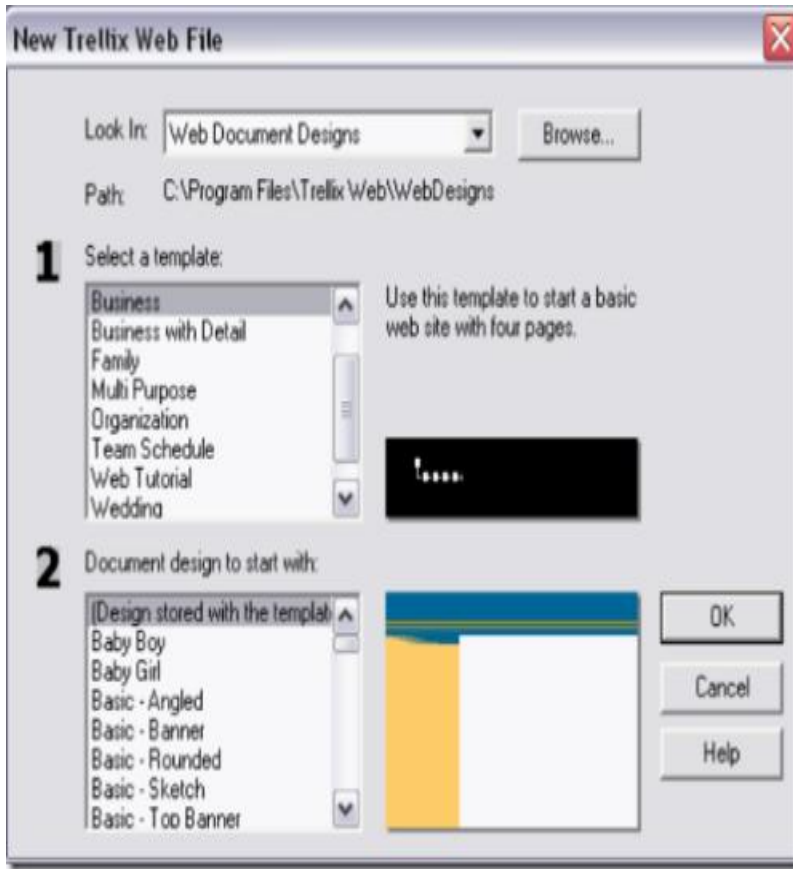 New Trellix Web File
Look In: Web Document Designs Browse...
Path: C:\Program Files\Trellix Web\WebDesigns
1 Select a template:
Business
Business with Detail
Family
Multi Purpose
Organization
Team Schedule
Web Tutorial
Wedding
Use this template to start a basic
web site with four pages.
2 Document design to start with:
(Design stored with the templat
Baby Boy
Baby Girl
Basic - Angled
Basic - Banner
Basic - Rounded
Basic - Sketch
Basic - Top Banner
OK
Cancel
Help